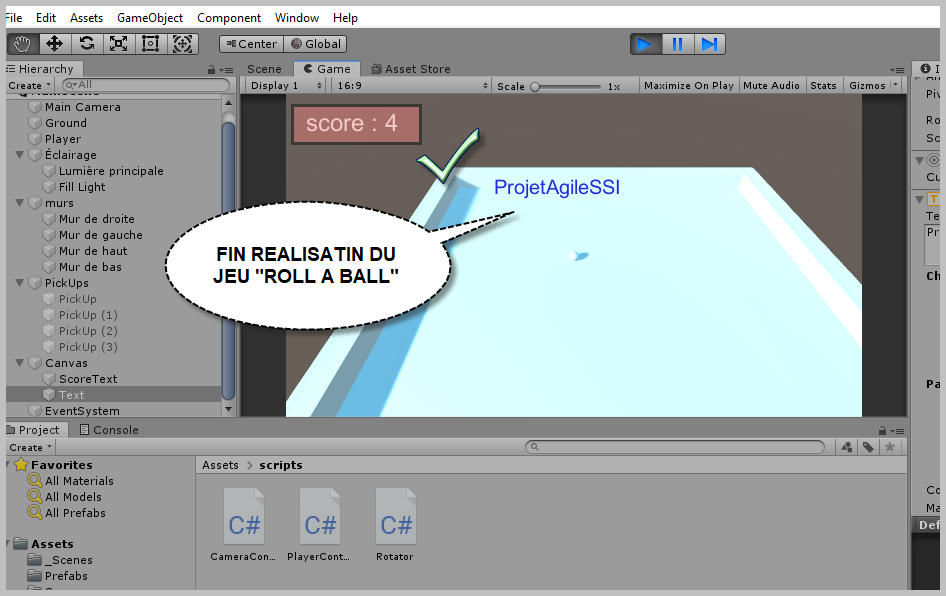 File Edit Assets GameObject Component Window Help
Center Global
Hierarchy
Create All
Main Camera
Ground
Player
Éclairage
Lumière principale
Fill Light
murs
Mur de droite
Mur de gauche
Mur de haut
Mur de bas
PickUps
PickUp
PickUp (1)
PickUp (2)
PickUp (3)
Canvas
ScoreText
Text
EventSystem
Scene Game Asset Store
Display 1 16:9 Scale 1x Maximize On Play Mute Audio Stats Gizmos
score : 4
ProjetAgileSSI
FIN REALISATIN DU
JEU "ROLL A BALL"
Project Console
Create
Favorites
All Materials
All Models
All Prefabs
Assets
_Scenes
Prefabs
Assets > scripts
C# C# C#
CameraCon... PlayerCont... Rotator